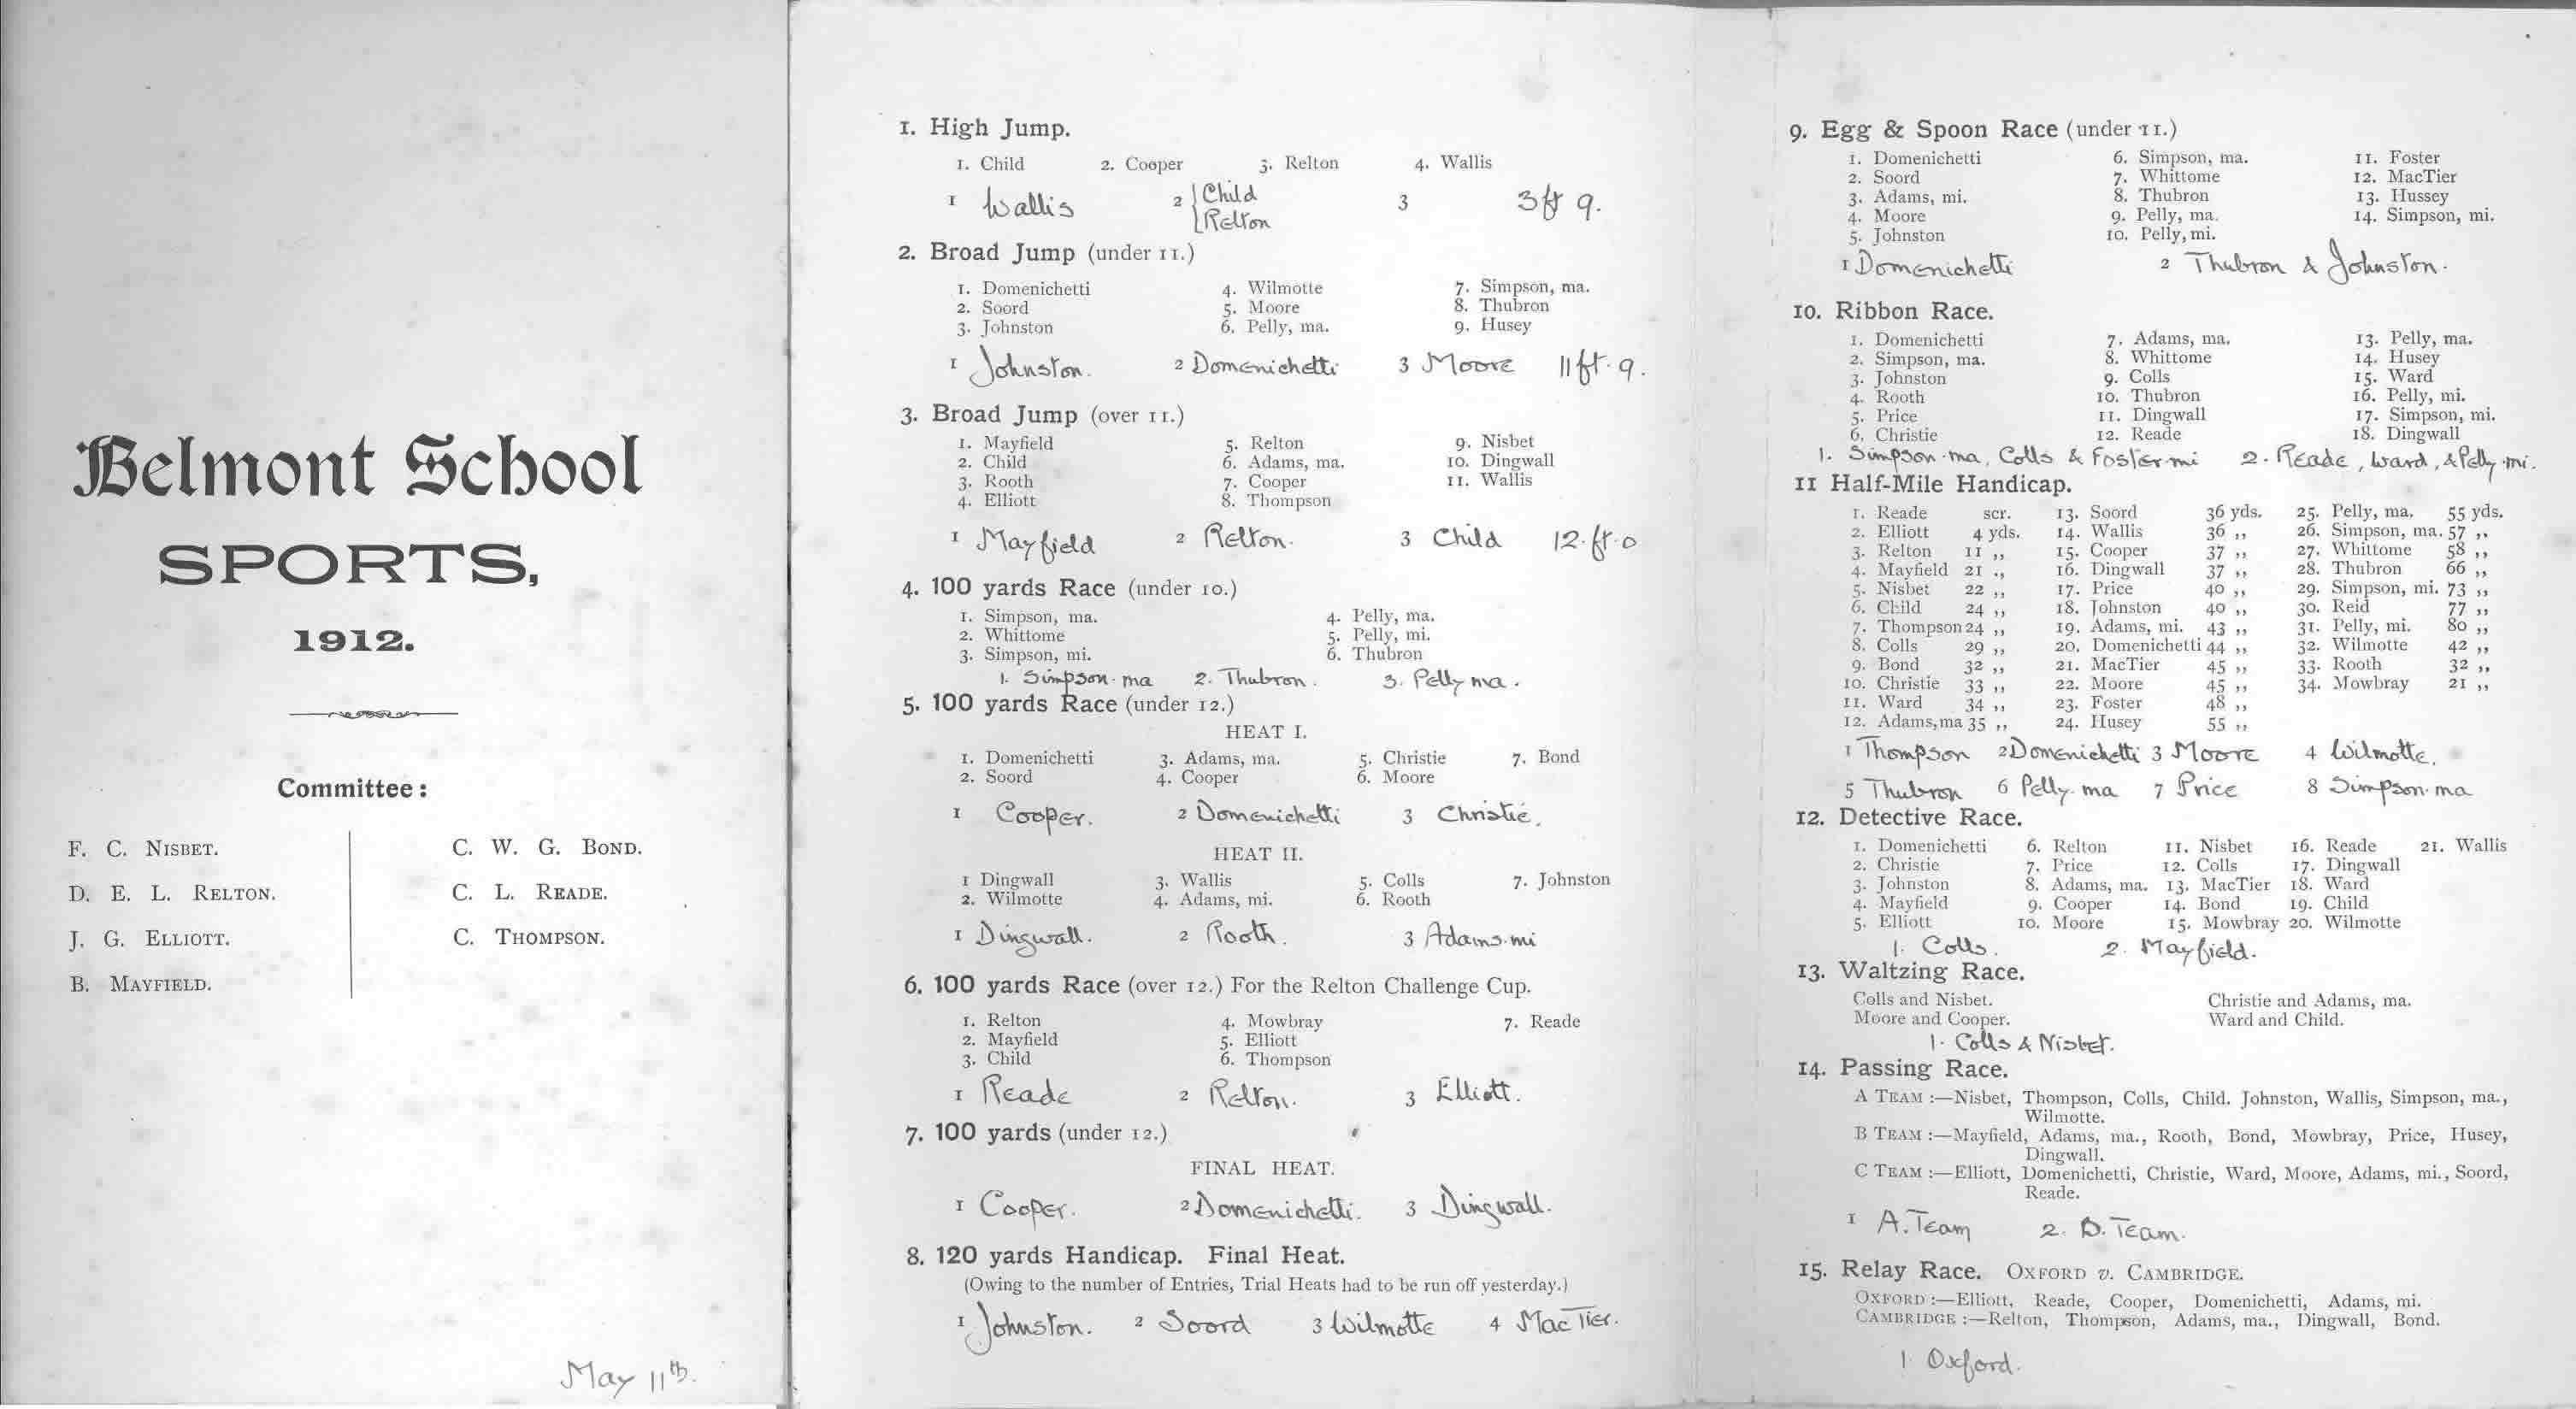 Belmont School
SPORTS,
1912.
Committee:
F. C. NISBET.
D. E. L. RELTON.
J. G. ELLIOTT.
B. MAYFIELD.
C. W. G. BOND.
C. L. READE.
C. THOMPSON.
May 11th.
1. High Jump.
1. Child 2. Cooper 3. Relton 4. Wallis
1 Wallis 2 {Child 3 3 ft 9.
{Relton
2. Broad Jump (under 11.)
1. Domenichetti 4. Wilmotte 7. Simpson, ma.
2. Soord 5. Moore 8. Thubron
3. Johnston 6. Pelly, ma. 9. Husey
1 Johnston. 2 Domenichetti 3 Moore 11 ft. 9.
3. Broad Jump (over 11.)
1. Mayfield 5. Relton 9. Nisbet
2. Child 6. Adams, ma. 10. Dingwall
3. Rooth 7. Cooper 11. Wallis
4. Elliott 8. Thompson
1 Mayfield 2 Relton. 3 Child 12. ft. 0
4. 100 yards Race (under 10.)
1. Simpson, ma. 4. Pelly, ma.
2. Whittome 5. Pelly, mi.
3. Simpson, mi. 6. Thubron
1. Simpson. ma 2. Thubron. 3. Pelly ma.
5. 100 yards Race (under 12.)
HEAT I.
1. Domenichetti 3. Adams, ma. 5. Christie 7. Bond
2. Soord 4. Cooper 6. Moore
1 Cooper. 2 Domenichetti 3 Christie.
HEAT II.
1 Dingwall 3. Wallis 5. Colls 7. Johnston
2. Wilmotte 4. Adams, mi. 6. Rooth
1 Dingwall. 2 Rooth. 3 Adams. mi
6. 100 yards Race (over 12.) For the Relton Challenge Cup.
1. Relton 4. Mowbray 7. Reade
2. Mayfield 5. Elliott
3. Child 6. Thompson
1 Reade 2 Relton. 3 Elliott.
7. 100 yards (under 12.)
FINAL HEAT.
1 Cooper. 2 Domenichetti. 3 Dingwall.
8. 120 yards Handicap. Final Heat.
(Owing to the number of Entries, Trial Heats had to be run off yesterday.)
1 Johnston. 2 Soord 3 Wilmotte 4 MacTier.
9. Egg & Spoon Race (under 11.)
1. Domenichetti 6. Simpson, ma. 11. Foster
2. Soord 7. Whittome 12. MacTier
3. Adams, mi. 8. Thubron 13. Hussey
4. Moore 9. Pelly, ma. 14. Simpson, mi.
5. Johnston 10. Pelly, mi.
1 Domenichetti 2 Thubron & Johnston.
10. Ribbon Race.
1. Domenichetti 7. Adams, ma. 13. Pelly, ma.
2. Simpson, ma. 8. Whittome 14. Husey
3. Johnston 9. Colls 15. Ward
4. Rooth 10. Thubron 16. Pelly, mi.
5. Price 11. Dingwall 17. Simpson, mi.
6. Christie 12. Reade 18. Dingwall
1. Simpson. ma, Colls & Foster. mi 2. Reade, Ward, & Pelly. mi.
11 Half-Mile Handicap.
1. Reade scr. 13. Soord 36 yds. 25. Pelly, ma. 55 yds.
2. Elliott 4 yds. 14. Wallis 36 ,, 26. Simpson, ma. 57 ,,
3. Relton 11 ,, 15. Cooper 37 ,, 27. Whittome 58 ,,
4. Mayfield 21 ., 16. Dingwall 37 ,, 28. Thubron 66 ,,
5. Nisbet 22 ,, 17. Price 40 ,, 29. Simpson, mi. 73 ,,
6. Child 24 ,, 18. Johnston 40 ,, 30. Reid 77 ,,
7. Thompson 24 ,, 19. Adams, mi. 43 ,, 31. Pelly, mi. 80 ,,
8. Colls 29 ,, 20. Domenichetti 44 ,, 32. Wilmotte 42 ,,
9. Bond 32 ,, 21. MacTier 45 ,, 33. Rooth 32 ,,
10. Christie 33 ,, 22. Moore 45 ,, 34. Mowbray 21 ,,
11. Ward 34 ,, 23. Foster 48 ,,
12. Adams, ma 35 ,, 24. Husey 55 ,,
1 Thompson 2 Domenichetti 3 Moore 4 Wilmotte.
5 Thubron 6 Pelly. ma 7 Price 8 Simpson. ma
12. Detective Race.
1. Domenichetti 6. Relton 11. Nisbet 16. Reade 21. Wallis
2. Christie 7. Price 12. Colls 17. Dingwall
3. Johnston 8. Adams, ma. 13. MacTier 18. Ward
4. Mayfield 9. Cooper 14. Bond 19. Child
5. Elliott 10. Moore 15. Mowbray 20. Wilmotte
1. Colls. 2. Mayfield.
13. Waltzing Race.
Colls and Nisbet. Christie and Adams, ma.
Moore and Cooper. Ward and Child.
1. Colls & Nisbet.
14. Passing Race.
A TEAM :—Nisbet, Thompson, Colls, Child. Johnston, Wallis, Simpson, ma.,
Wilmotte.
B TEAM :—Mayfield, Adams, ma., Rooth, Bond, Mowbray, Price, Husey,
Dingwall.
C TEAM :—Elliott, Domenichetti, Christie, Ward, Moore, Adams, mi., Soord,
Reade.
1 A. Team 2. B. Team.
15. Relay Race. OXFORD v. CAMBRIDGE.
OXFORD :—Elliott, Reade, Cooper, Domenichetti, Adams, mi.
CAMBRIDGE :—Relton, Thompson, Adams, ma., Dingwall, Bond.
1 Oxford.